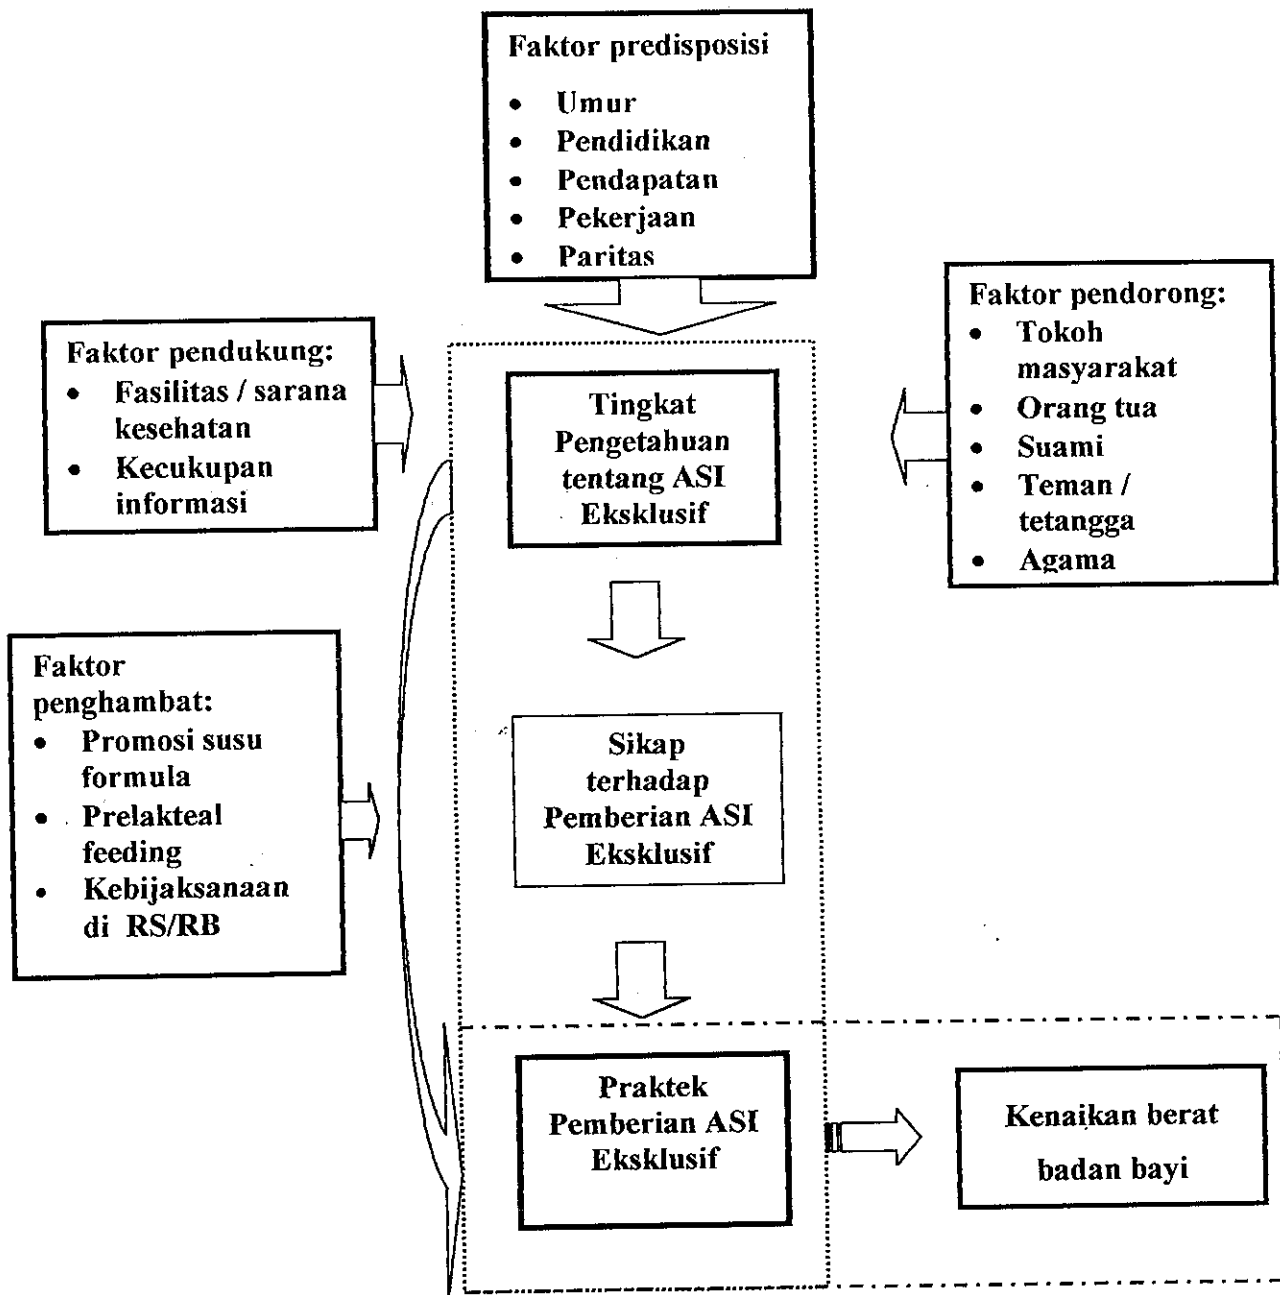 Faktor predisposisi
• Umur
• Pendidikan
• Pendapatan
• Pekerjaan
• Paritas
Faktor pendukung:
• Fasilitas / sarana
kesehatan
• Kecukupan
informasi
Tingkat
Pengetahuan
tentang ASI
Eksklusif
Faktor pendorong:
• Tokoh
masyarakat
• Orang tua
• Suami
• Teman /
tetangga
• Agama
Faktor
penghambat:
• Promosi susu
formula
• Prelakteal
feeding
• Kebijaksanaan
di RS/RB
Sikap
terhadap
Pemberian ASI
Eksklusif
Praktek
Pemberian ASI
Eksklusif
Kenaikan berat
badan bayi